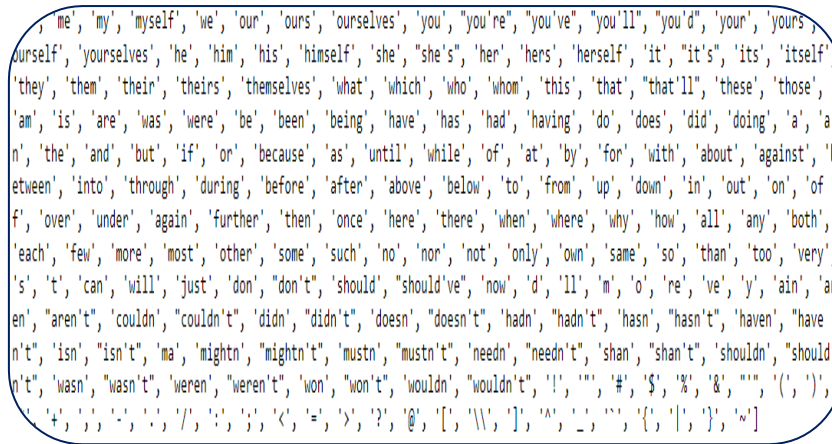 , 'me', 'my', 'myself', 'we', 'our', 'ours', 'ourselves', 'you', "you're", "you've", "you'll", "you'd", 'your', 'yours',
ourself', 'yourselves', 'he', 'him', 'his', 'himself', 'she', "she's", 'her', 'hers', 'herself', 'it', "it's", 'its', 'itself',
'they', 'them', 'their', 'theirs', 'themselves', 'what', 'which', 'who', 'whom', 'this', 'that', "that'll", 'these', 'those',
'am', 'is', 'are', 'was', 'were', 'be', 'been', 'being', 'have', 'has', 'had', 'having', 'do', 'does', 'did', 'doing', 'a', 'a
n', 'the', 'and', 'but', 'if', 'or', 'because', 'as', 'until', 'while', 'of', 'at', 'by', 'for', 'with', 'about', 'against', 'b
etween', 'into', 'through', 'during', 'before', 'after', 'above', 'below', 'to', 'from', 'up', 'down', 'in', 'out', 'on', 'of
f', 'over', 'under', 'again', 'further', 'then', 'once', 'here', 'there', 'when', 'where', 'why', 'how', 'all', 'any', 'both',
'each', 'few', 'more', 'most', 'other', 'some', 'such', 'no', 'nor', 'not', 'only', 'own', 'same', 'so', 'than', 'too', 'very'
's', 't', 'can', 'will', 'just', 'don', "don't", 'should', "should've", 'now', 'd', 'll', 'm', 'o', 're', 've', 'y', 'ain', 'ar
en', "aren't", 'couldn', "couldn't", 'didn', "didn't", 'doesn', "doesn't", 'hadn', "hadn't", 'hasn', "hasn't", 'haven', "have
n't", 'isn', "isn't", 'ma', 'mightn', "mightn't", 'mustn', "mustn't", 'needn', "needn't", 'shan', "shan't", 'shouldn', "should
n't", 'wasn', "wasn't", 'weren', "weren't", 'won', "won't", 'wouldn', "wouldn't", '!', '"', '#', '$', '%', '&', "'", '(', ')',
, '+', ',', '-', '.', '/', ':', ';', '<', '=', '>', '?', '@', '[', '\\', ']', '^', '_', '`', '{', '|', '}', '~']